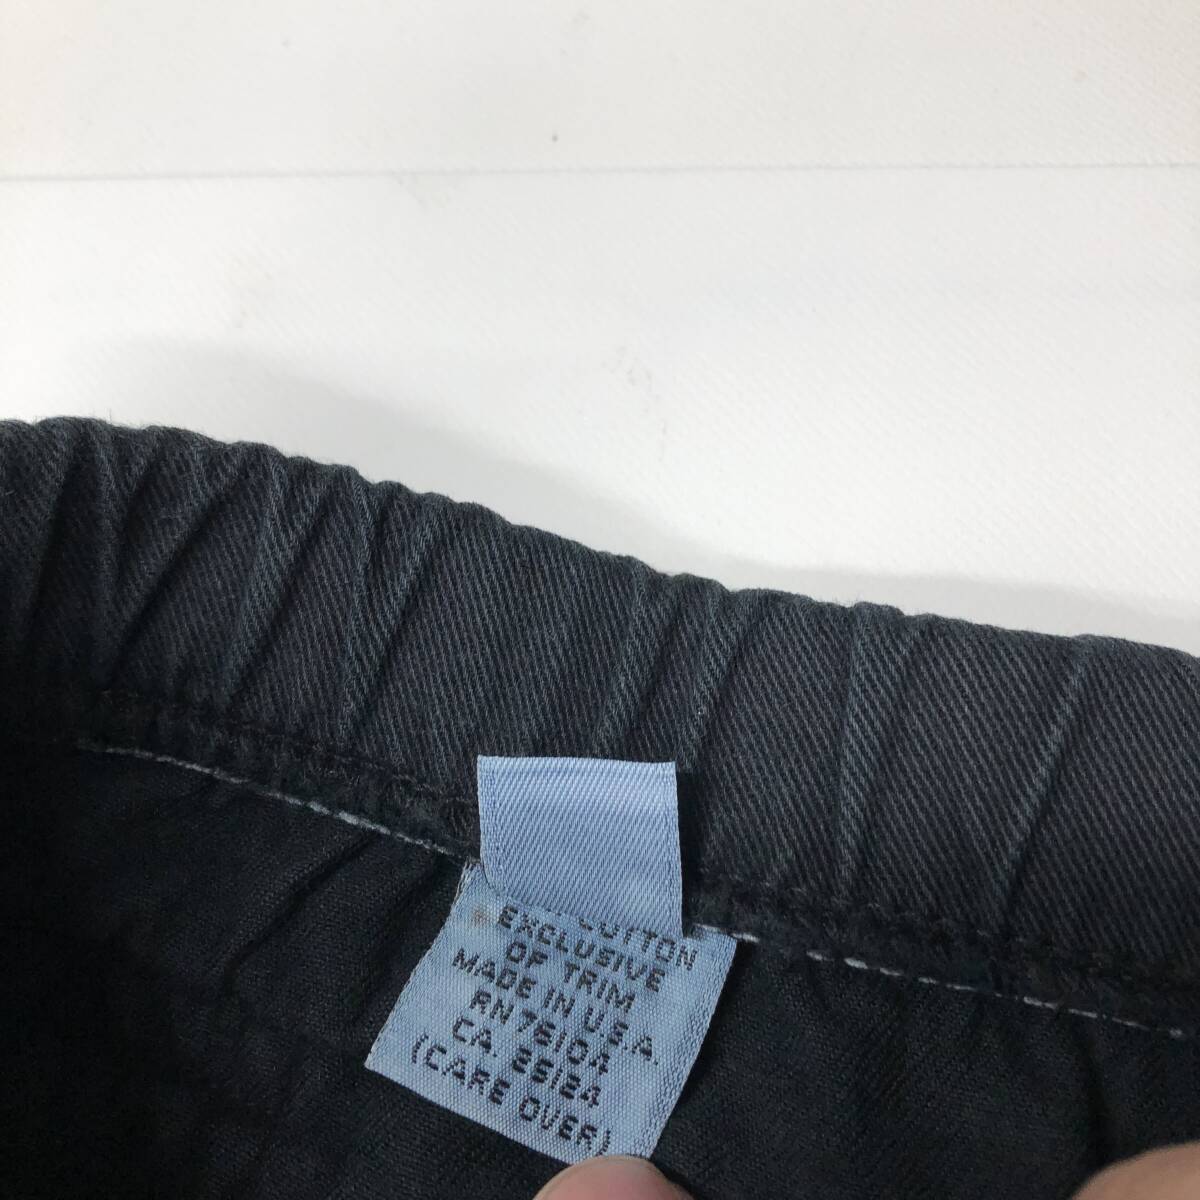 COTTON
EXCLUSIVE
OF TRIM
MADE IN U.S.A.
RN 76104
CA. 25124
(CARE OVER)